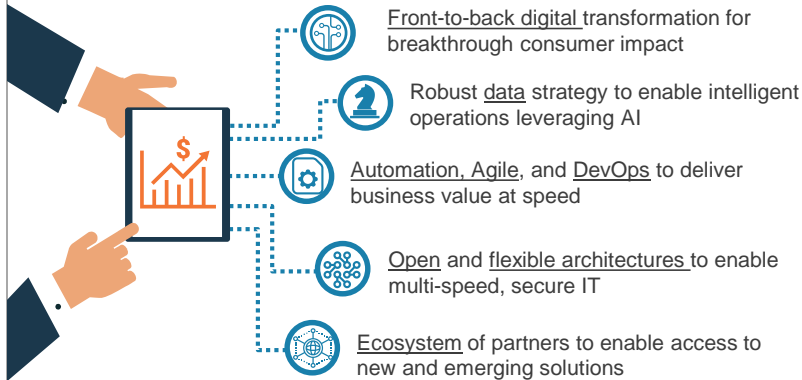 Front-to-back digital transformation for
breakthrough consumer impact
Robust data strategy to enable intelligent
operations leveraging AI
$
Automation, Agile, and DevOps to deliver
business value at speed
Open and flexible architectures to enable
multi-speed, secure IT
Ecosystem of partners to enable access to
new and emerging solutions